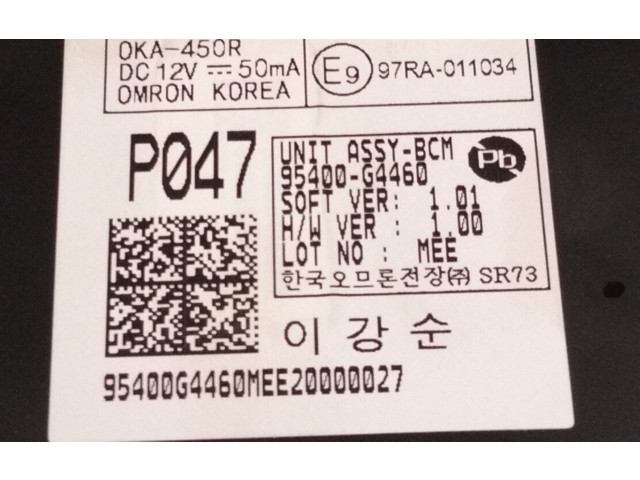 OKA-450R
DC 12V ⎓ 50mA
OMRON KOREA
E9 97RA-011034
P047
UNIT ASSY-BCM
Pb
95400-G4460
SOFT VER: 1.01
H/W VER : 1.00
LOT NO : MEE
한국오므론전장㈜ SR73
이강순
95400G4460MEE20000027